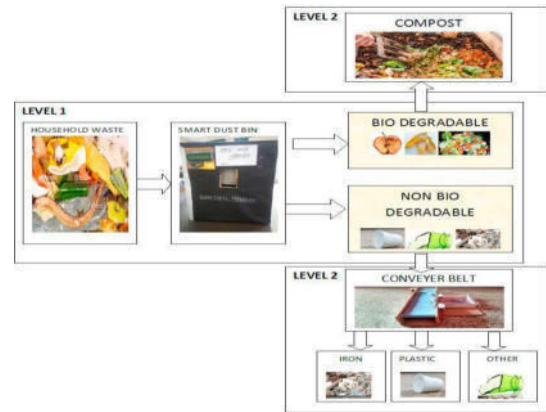 LEVEL 2
COMPOST
LEVEL 1
HOUSEHOLD WASTE
SMART DUST BIN
BIO DEGRADABLE
NON BIO
DEGRADABLE
LEVEL 2
CONVEYER BELT
IRON
PLASTIC
OTHER